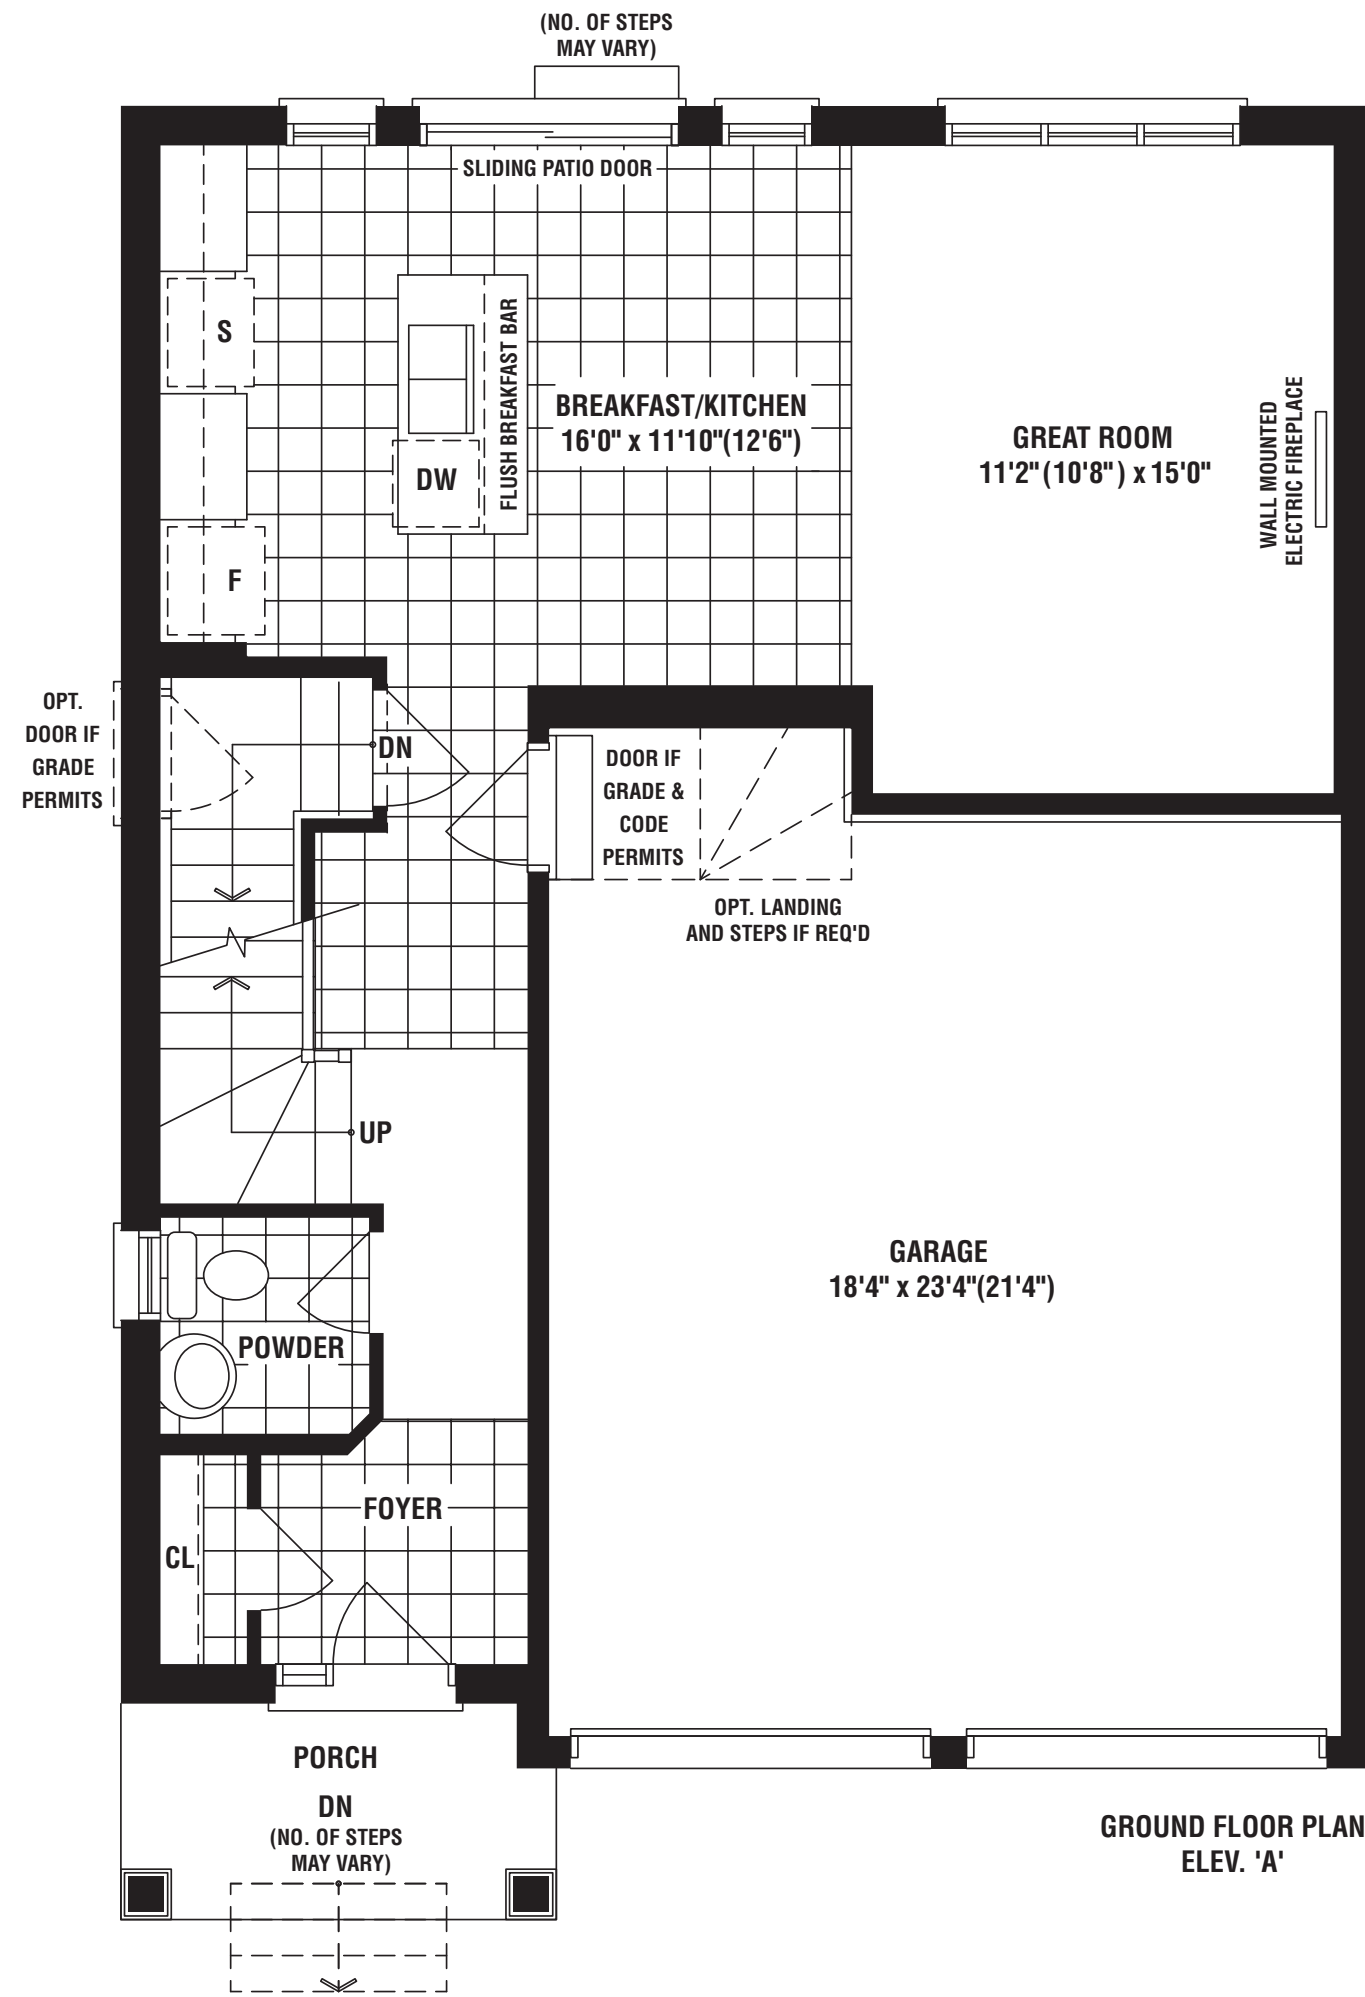 (NO. OF STEPS
MAY VARY)
SLIDING PATIO DOOR
S
FLUSH BREAKFAST BAR
DW
F
BREAKFAST/KITCHEN
16'0" x 11'10"(12'6")
GREAT ROOM
11'2"(10'8") x 15'0"
WALL MOUNTED
ELECTRIC FIREPLACE
OPT.
DOOR IF
GRADE
PERMITS
DN
DOOR IF
GRADE &
CODE
PERMITS
OPT. LANDING
AND STEPS IF REQ'D
UP
GARAGE
18'4" x 23'4"(21'4")
POWDER
FOYER
CL
PORCH
DN
(NO. OF STEPS
MAY VARY)
GROUND FLOOR PLAN
ELEV. 'A'